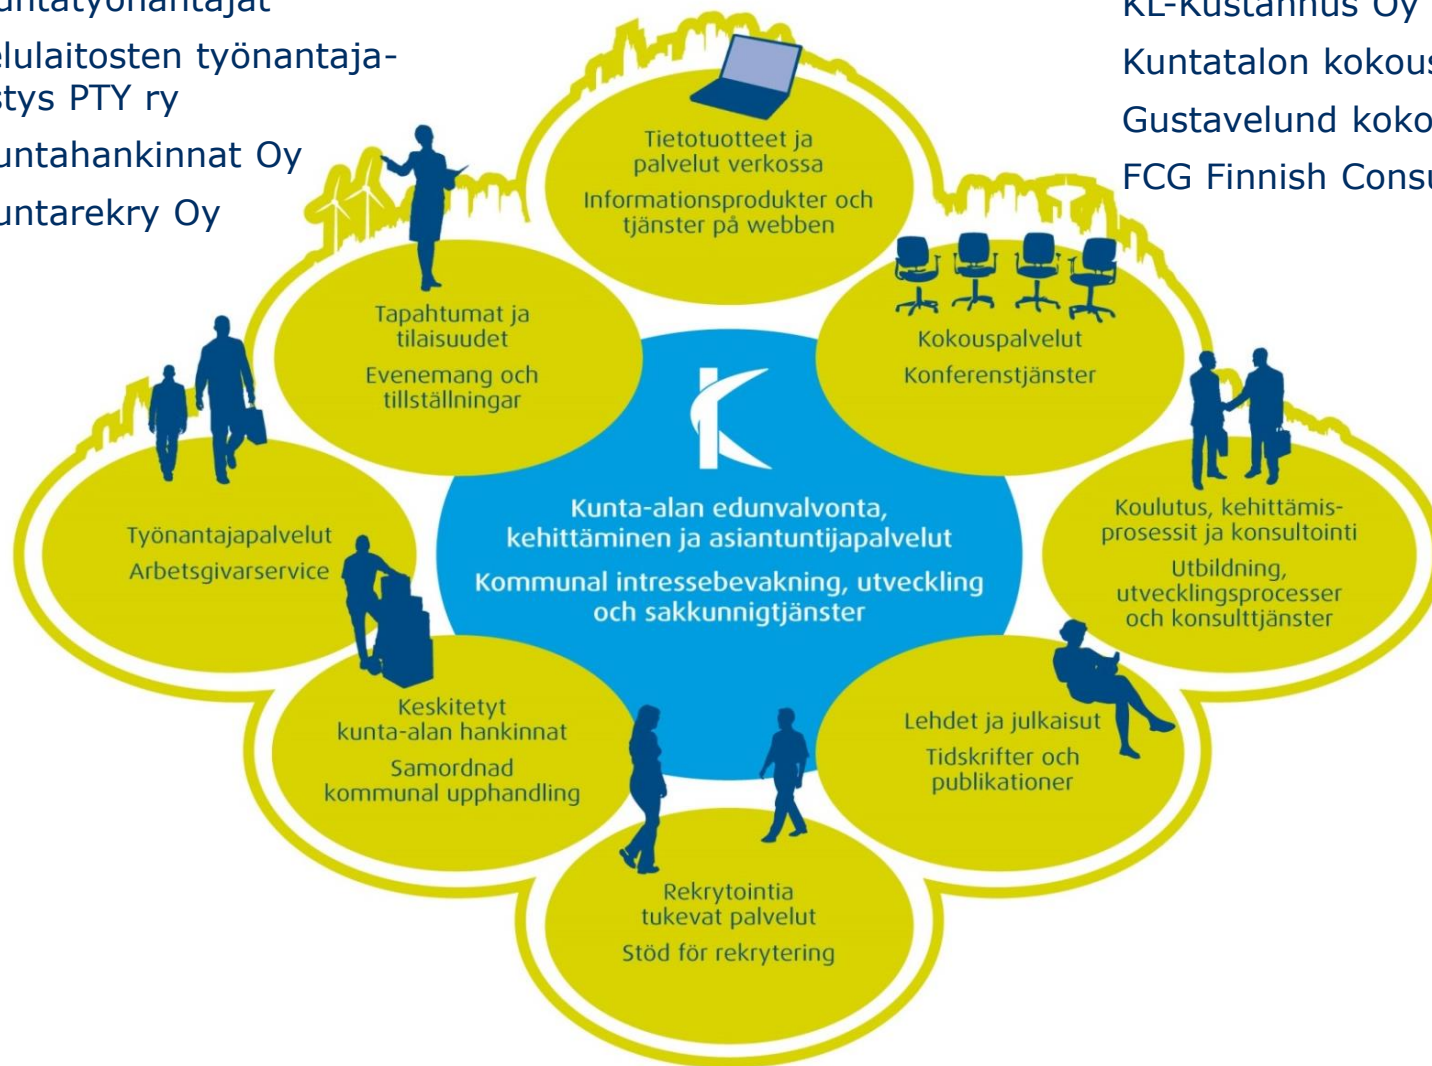 untatyönantajat
elulaitosten työnantaja-
stys PTY ry
untahankinnat Oy
untarekry Oy
KL-Kustannus Oy
Kuntatalon kokous
Gustavelund koko
FCG Finnish Consu
Tietotuotteet ja
palvelut verkossa
Informationsprodukter och
tjänster på webben
Tapahtumat ja
tilaisuudet
Evenemang och
tillställningar
Kokouspalvelut
Konferenstjänster
Työnantajapalvelut
Arbetsgivarservice
Kunta-alan edunvalvonta,
kehittäminen ja asiantuntijapalvelut
Kommunal intressebevakning, utveckling
och sakkunnigtjänster
Koulutus, kehittämis-
prosessit ja konsultointi
Utbildning,
utvecklingsprocesser
och konsulttjänster
Keskitetyt
kunta-alan hankinnat
Samordnad
kommunal upphandling
Lehdet ja julkaisut
Tidskrifter och
publikationer
Rekrytointia
tukevat palvelut
Stöd för rekrytering